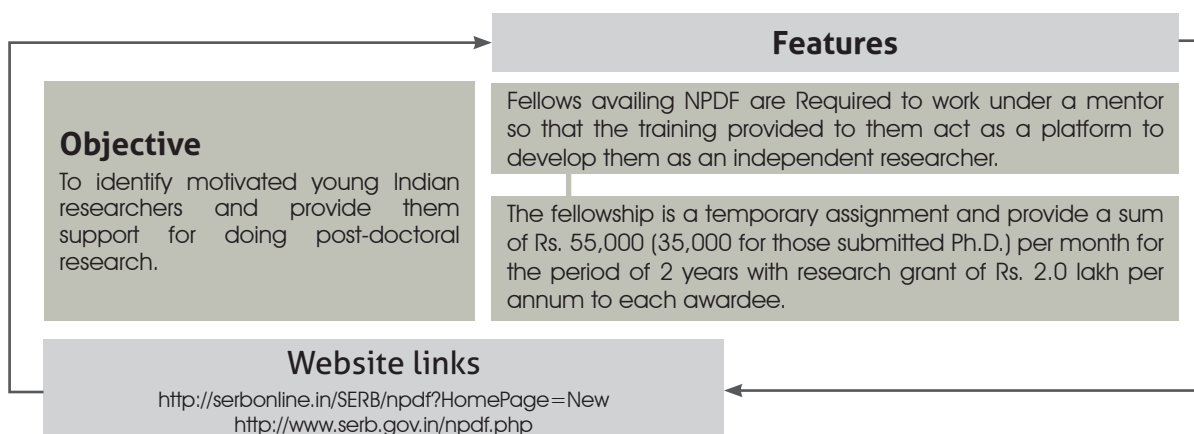 Features
Objective
To identify motivated young Indian
researchers and provide them
support for doing post-doctoral
research.
Fellows availing NPDF are Required to work under a mentor
so that the training provided to them act as a platform to
develop them as an independent researcher.
The fellowship is a temporary assignment and provide a sum
of Rs. 55,000 (35,000 for those submitted Ph.D.) per month for
the period of 2 years with research grant of Rs. 2.0 lakh per
annum to each awardee.
Website links
http://serbonline.in/SERB/npdf?HomePage=New
http://www.serb.gov.in/npdf.php